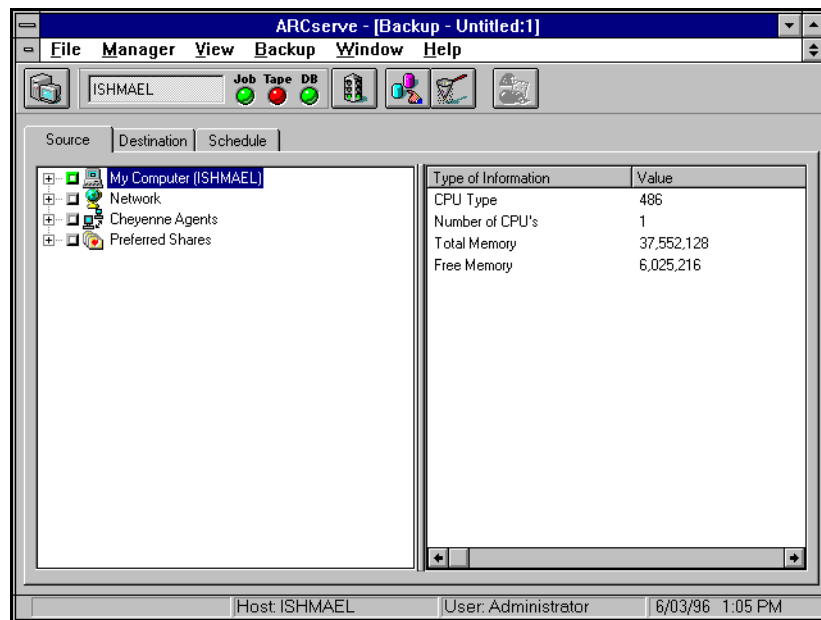 ARCserve - [Backup - Untitled:1]
File Manager View Backup Window Help
ISHMAEL Job Tape DB
Source Destination Schedule
My Computer (ISHMAEL)
Network
Cheyenne Agents
Preferred Shares
Type of Information Value
CPU Type 486
Number of CPU's 1
Total Memory 37,552,128
Free Memory 6,025,216
Host: ISHMAEL User: Administrator 6/03/96 1:05 PM